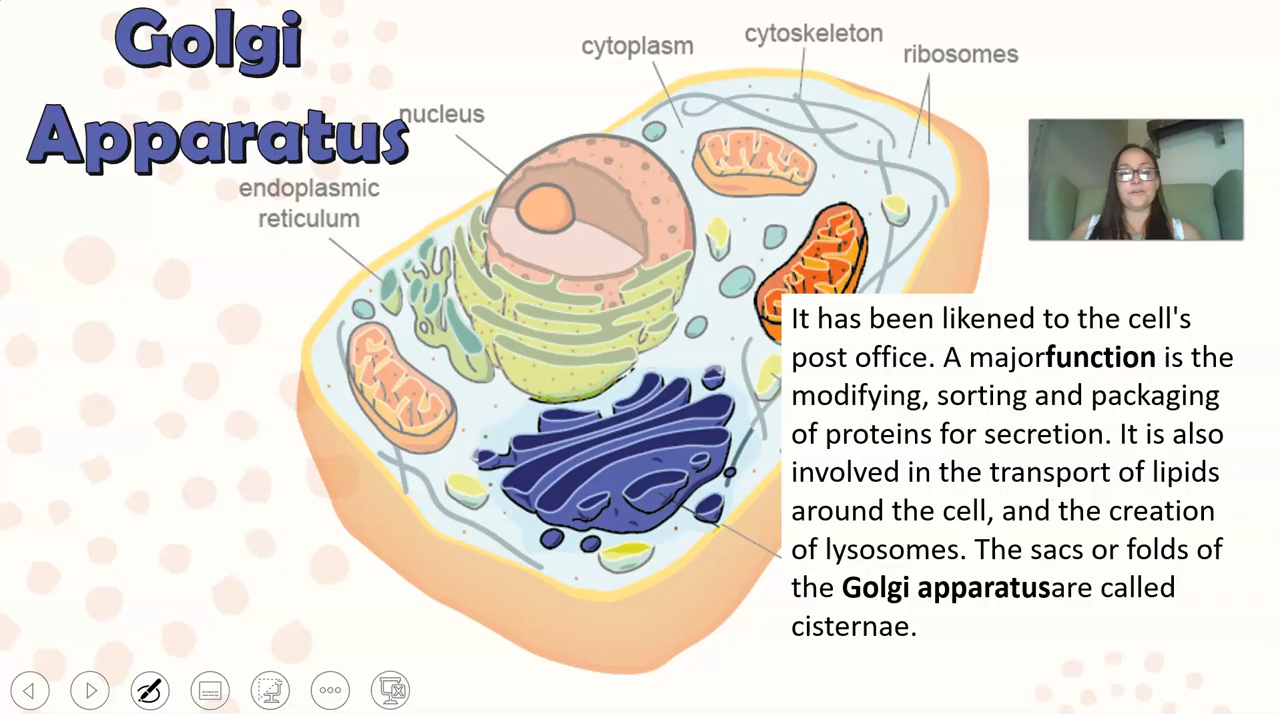 Golgi
Apparatus
nucleus
endoplasmic
reticulum
cytoplasm
cytoskeleton
ribosomes
It has been likened to the cell's
post office. A majorfunction is the
modifying, sorting and packaging
of proteins for secretion. It is also
involved in the transport of lipids
around the cell, and the creation
of lysosomes. The sacs or folds of
the Golgi apparatusare called
cisternae.